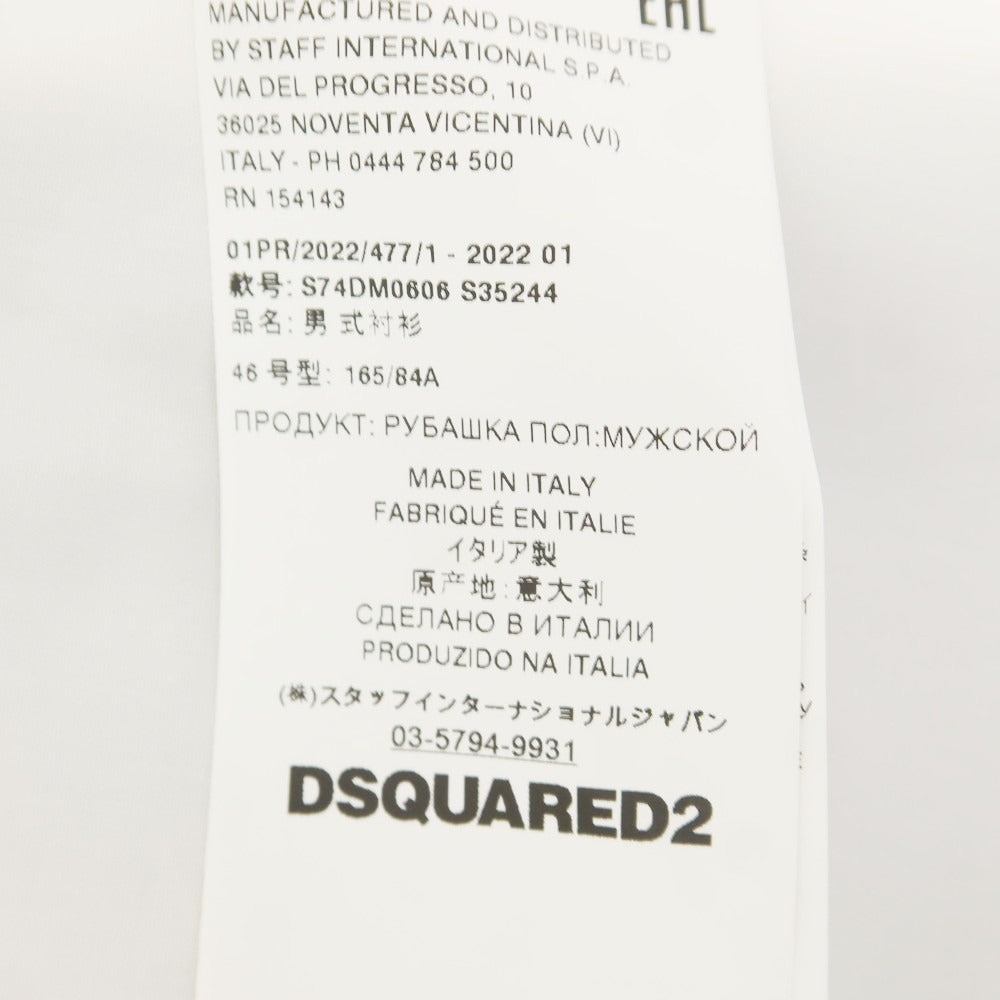 EAC
MANUFACTURED AND DISTRIBUTED
BY STAFF INTERNATIONAL S.P.A.
VIA DEL PROGRESSO, 10
36025 NOVENTA VICENTINA (VI)
ITALY - PH 0444 784 500
RN 154143
01PR/2022/477/1 - 2022 01
款号: S74DM0606 S35244
品名: 男 式衬衫
46 号型: 165/84A
ПРОДУКТ: РУБАШКА ПОЛ:МУЖСКОЙ
MADE IN ITALY
FABRIQUÉ EN ITALIE
イタリア製
原产地: 意大利
СДЕЛАНО В ИТАЛИИ
PRODUZIDO NA ITALIA
(株)スタッフインターナショナルジャパン
03-5794-9931
DSQUARED2